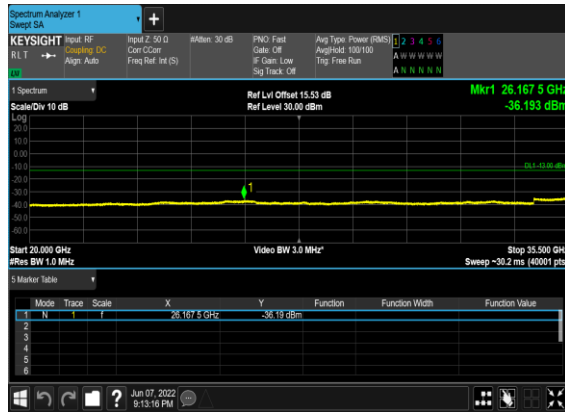 Spectrum Analyzer 1
Swept SA
+
KEYSIGHT Input: RF Input Z: 50 Ω #Atten: 30 dB PNO: Fast Avg Type: Power (RMS) 1 2 3 4 5 6
RLT Coupling: DC Corr CCorr Gate: Off Avg|Hold: 100/100 A W W W W W
Align: Auto Freq Ref: Int (S) IF Gain: Low Trig: Free Run
LU Sig Track: Off A N N N N N
1 Spectrum Ref Lvl Offset 15.53 dB Mkr1 26.167 5 GHz
Scale/Div 10 dB Ref Level 30.00 dBm -36.193 dBm
Log
20.0
10.0
0.00
-10.0 DL1 -13.00 dBm
-20.0
-30.0 1
-40.0
-50.0
-60.0
Start 20.000 GHz Video BW 3.0 MHz* Stop 35.500 GHz
#Res BW 1.0 MHz Sweep ~30.2 ms (40001 pts)
5 Marker Table
Mode Trace Scale X Y Function Function Width Function Value
1 N 1 f 26.167 5 GHz -36.19 dBm
2
3
4
5
6
? Jun 07, 2022
9:13:16 PM